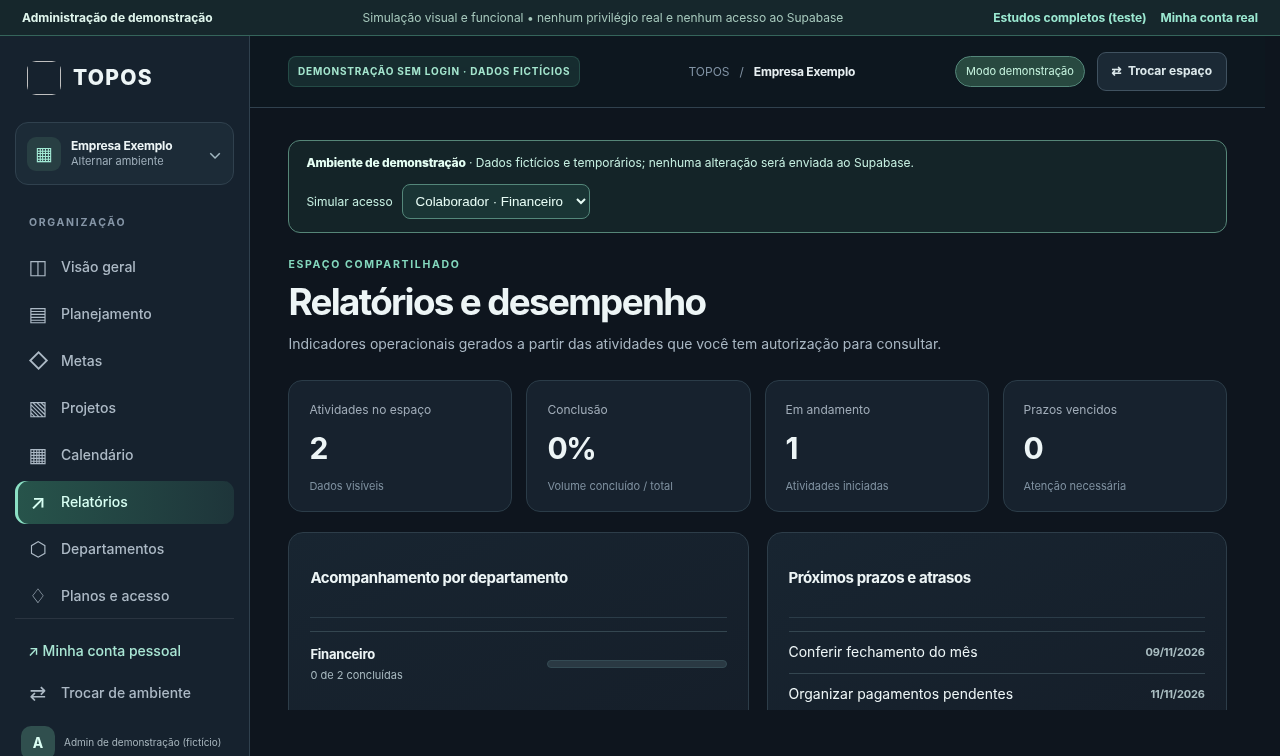 Administração de demonstração
Simulação visual e funcional • nenhum privilégio real e nenhum acesso ao Supabase
Estudos completos (teste)
Minha conta real
TOPOS
Empresa Exemplo
Alternar ambiente
ORGANIZAÇÃO
Visão geral
Planejamento
Metas
Projetos
Calendário
Relatórios
Departamentos
Planos e acesso
↗ Minha conta pessoal
⇄ Trocar de ambiente
A
Admin de demonstração (fictício)
DEMONSTRAÇÃO SEM LOGIN · DADOS FICTÍCIOS
TOPOS / Empresa Exemplo
Modo demonstração
⇄ Trocar espaço
Ambiente de demonstração · Dados fictícios e temporários; nenhuma alteração será enviada ao Supabase.
Simular acesso
Colaborador · Financeiro
ESPAÇO COMPARTILHADO
Relatórios e desempenho
Indicadores operacionais gerados a partir das atividades que você tem autorização para consultar.
Atividades no espaço
2
Dados visíveis
Conclusão
0%
Volume concluído / total
Em andamento
1
Atividades iniciadas
Prazos vencidos
0
Atenção necessária
Acompanhamento por departamento
Financeiro
0 de 2 concluídas
Próximos prazos e atrasos
Conferir fechamento do mês 09/11/2026
Organizar pagamentos pendentes 11/11/2026